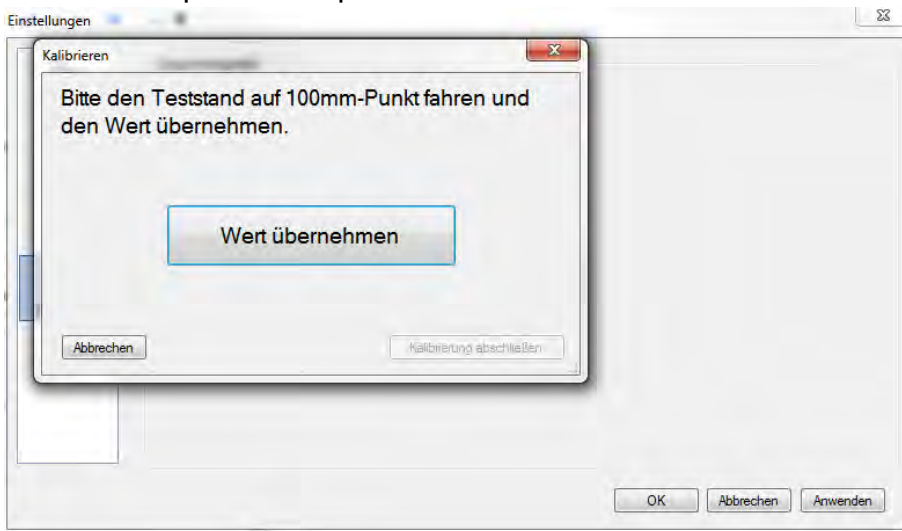 Einstellungen
Kalibrieren
Bitte den Teststand auf 100mm-Punkt fahren und
den Wert übernehmen.
Wert übernehmen
Abbrechen
Kalibrierung abschließen
OK
Abbrechen
Anwenden